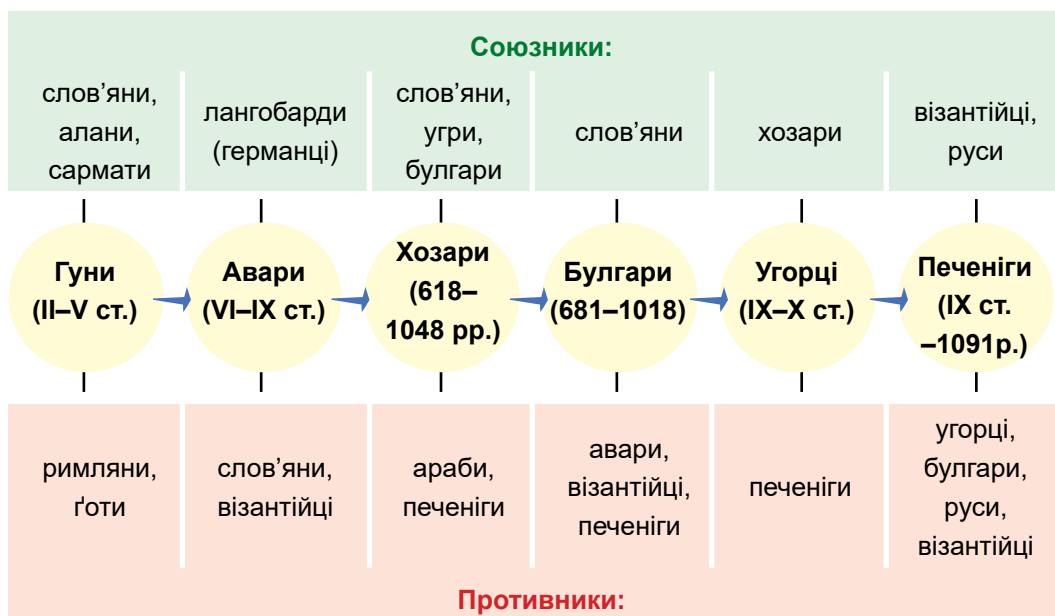 Союзники:
слов’яни,
алани,
сармати
лангобарди
(германці)
слов’яни,
угри,
булгари
слов’яни
хозари
візантійці,
руси
Гуни
(II–V ст.)
Авари
(VI–IX ст.)
Хозари
(618–
1048 рр.)
Булгари
(681–1018)
Угорці
(IX–X ст.)
Печеніги
(IX ст.
–1091р.)
римляни,
ґоти
слов’яни,
візантійці
араби,
печеніги
авари,
візантійці,
печеніги
печеніги
угорці,
булгари,
руси,
візантійці
Противники: